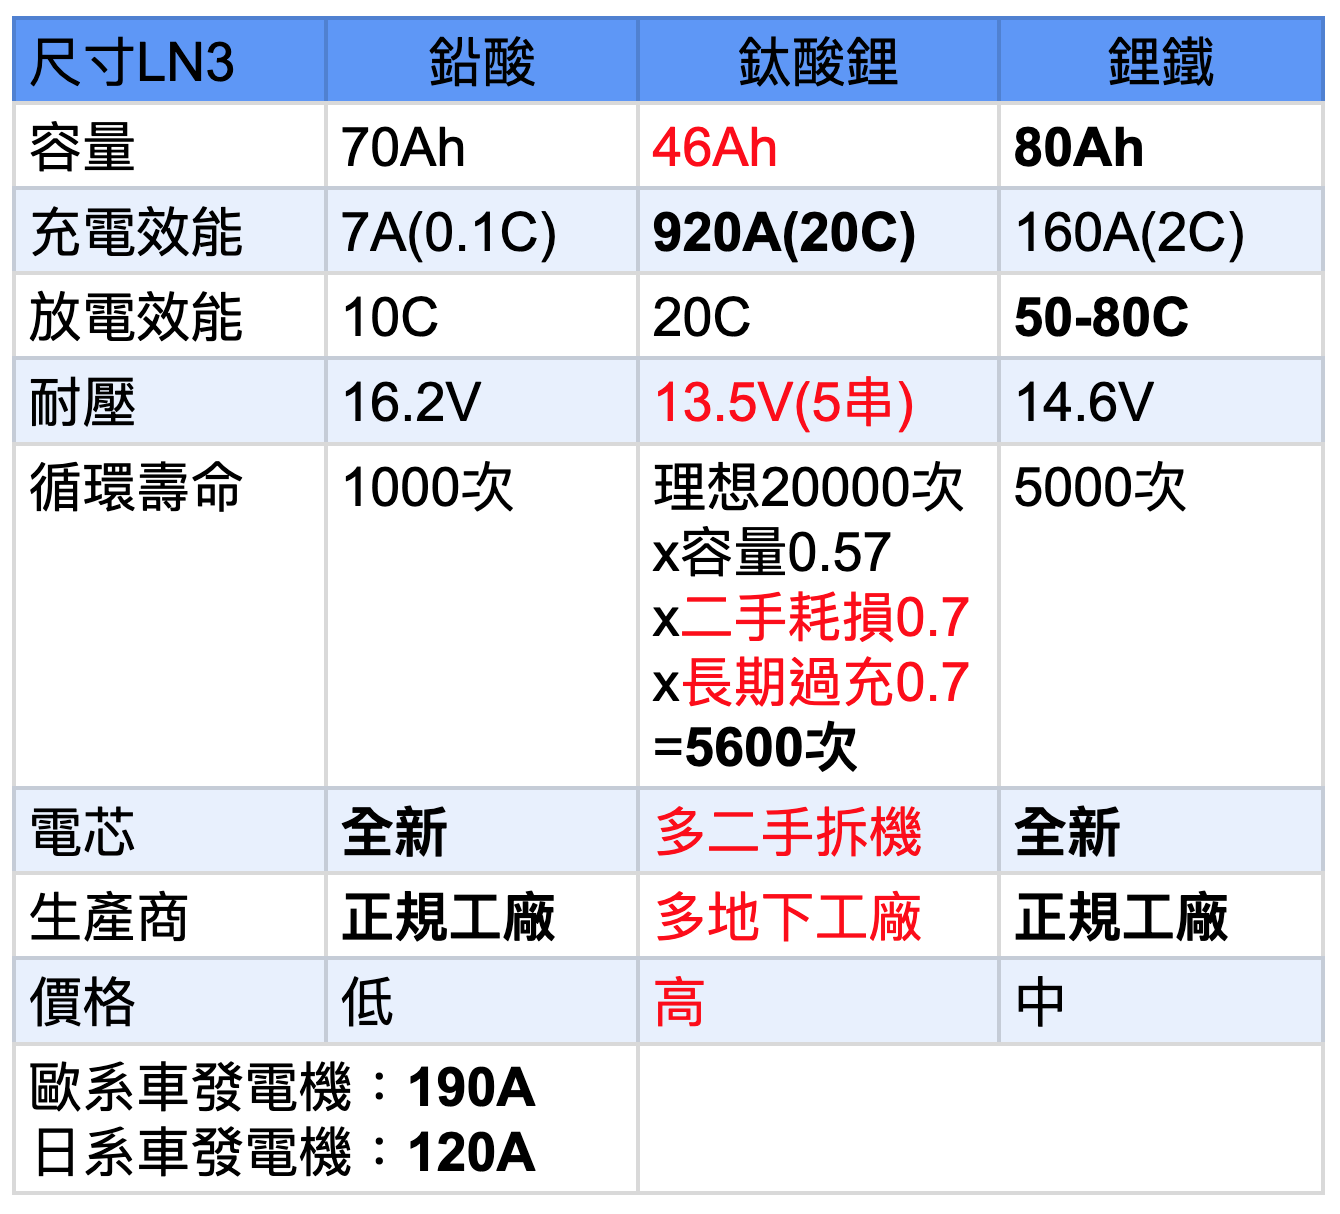 尺寸LN3 鉛酸 鈦酸鋰 鋰鐵
容量 70Ah 46Ah 80Ah
充電效能 7A(0.1C) 920A(20C) 160A(2C)
放電效能 10C 20C 50-80C
耐壓 16.2V 13.5V(5串) 14.6V
循環壽命 1000次 理想20000次 5000次
x容量0.57
x二手耗損0.7
x長期過充0.7
=5600次
電芯 全新 多二手拆機 全新
生產商 正規工廠 多地下工廠 正規工廠
價格 低 高 中
歐系車發電機：190A
日系車發電機：120A